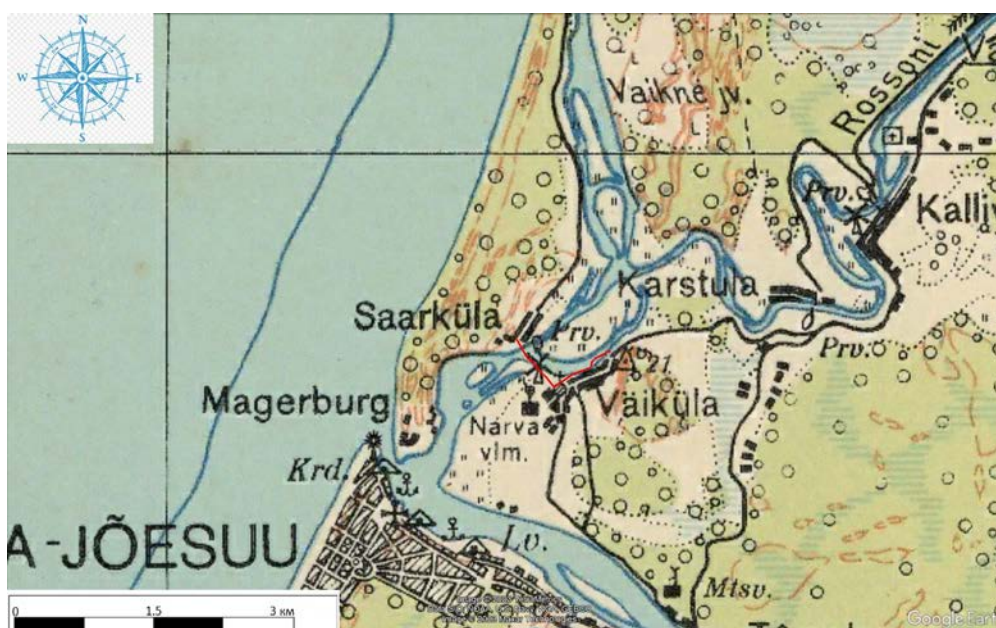 N
W E
S
Vaikne jv.
Rossoni
Prv.
Kalliv
Karstula
Saarküla
Prv.
21
Prv.
Magerburg
Väiküla
Narva
vlm.
Krd.
A-JÕESUU
Lv.
Mtsv.
0 1.5 3 км
Google Earth